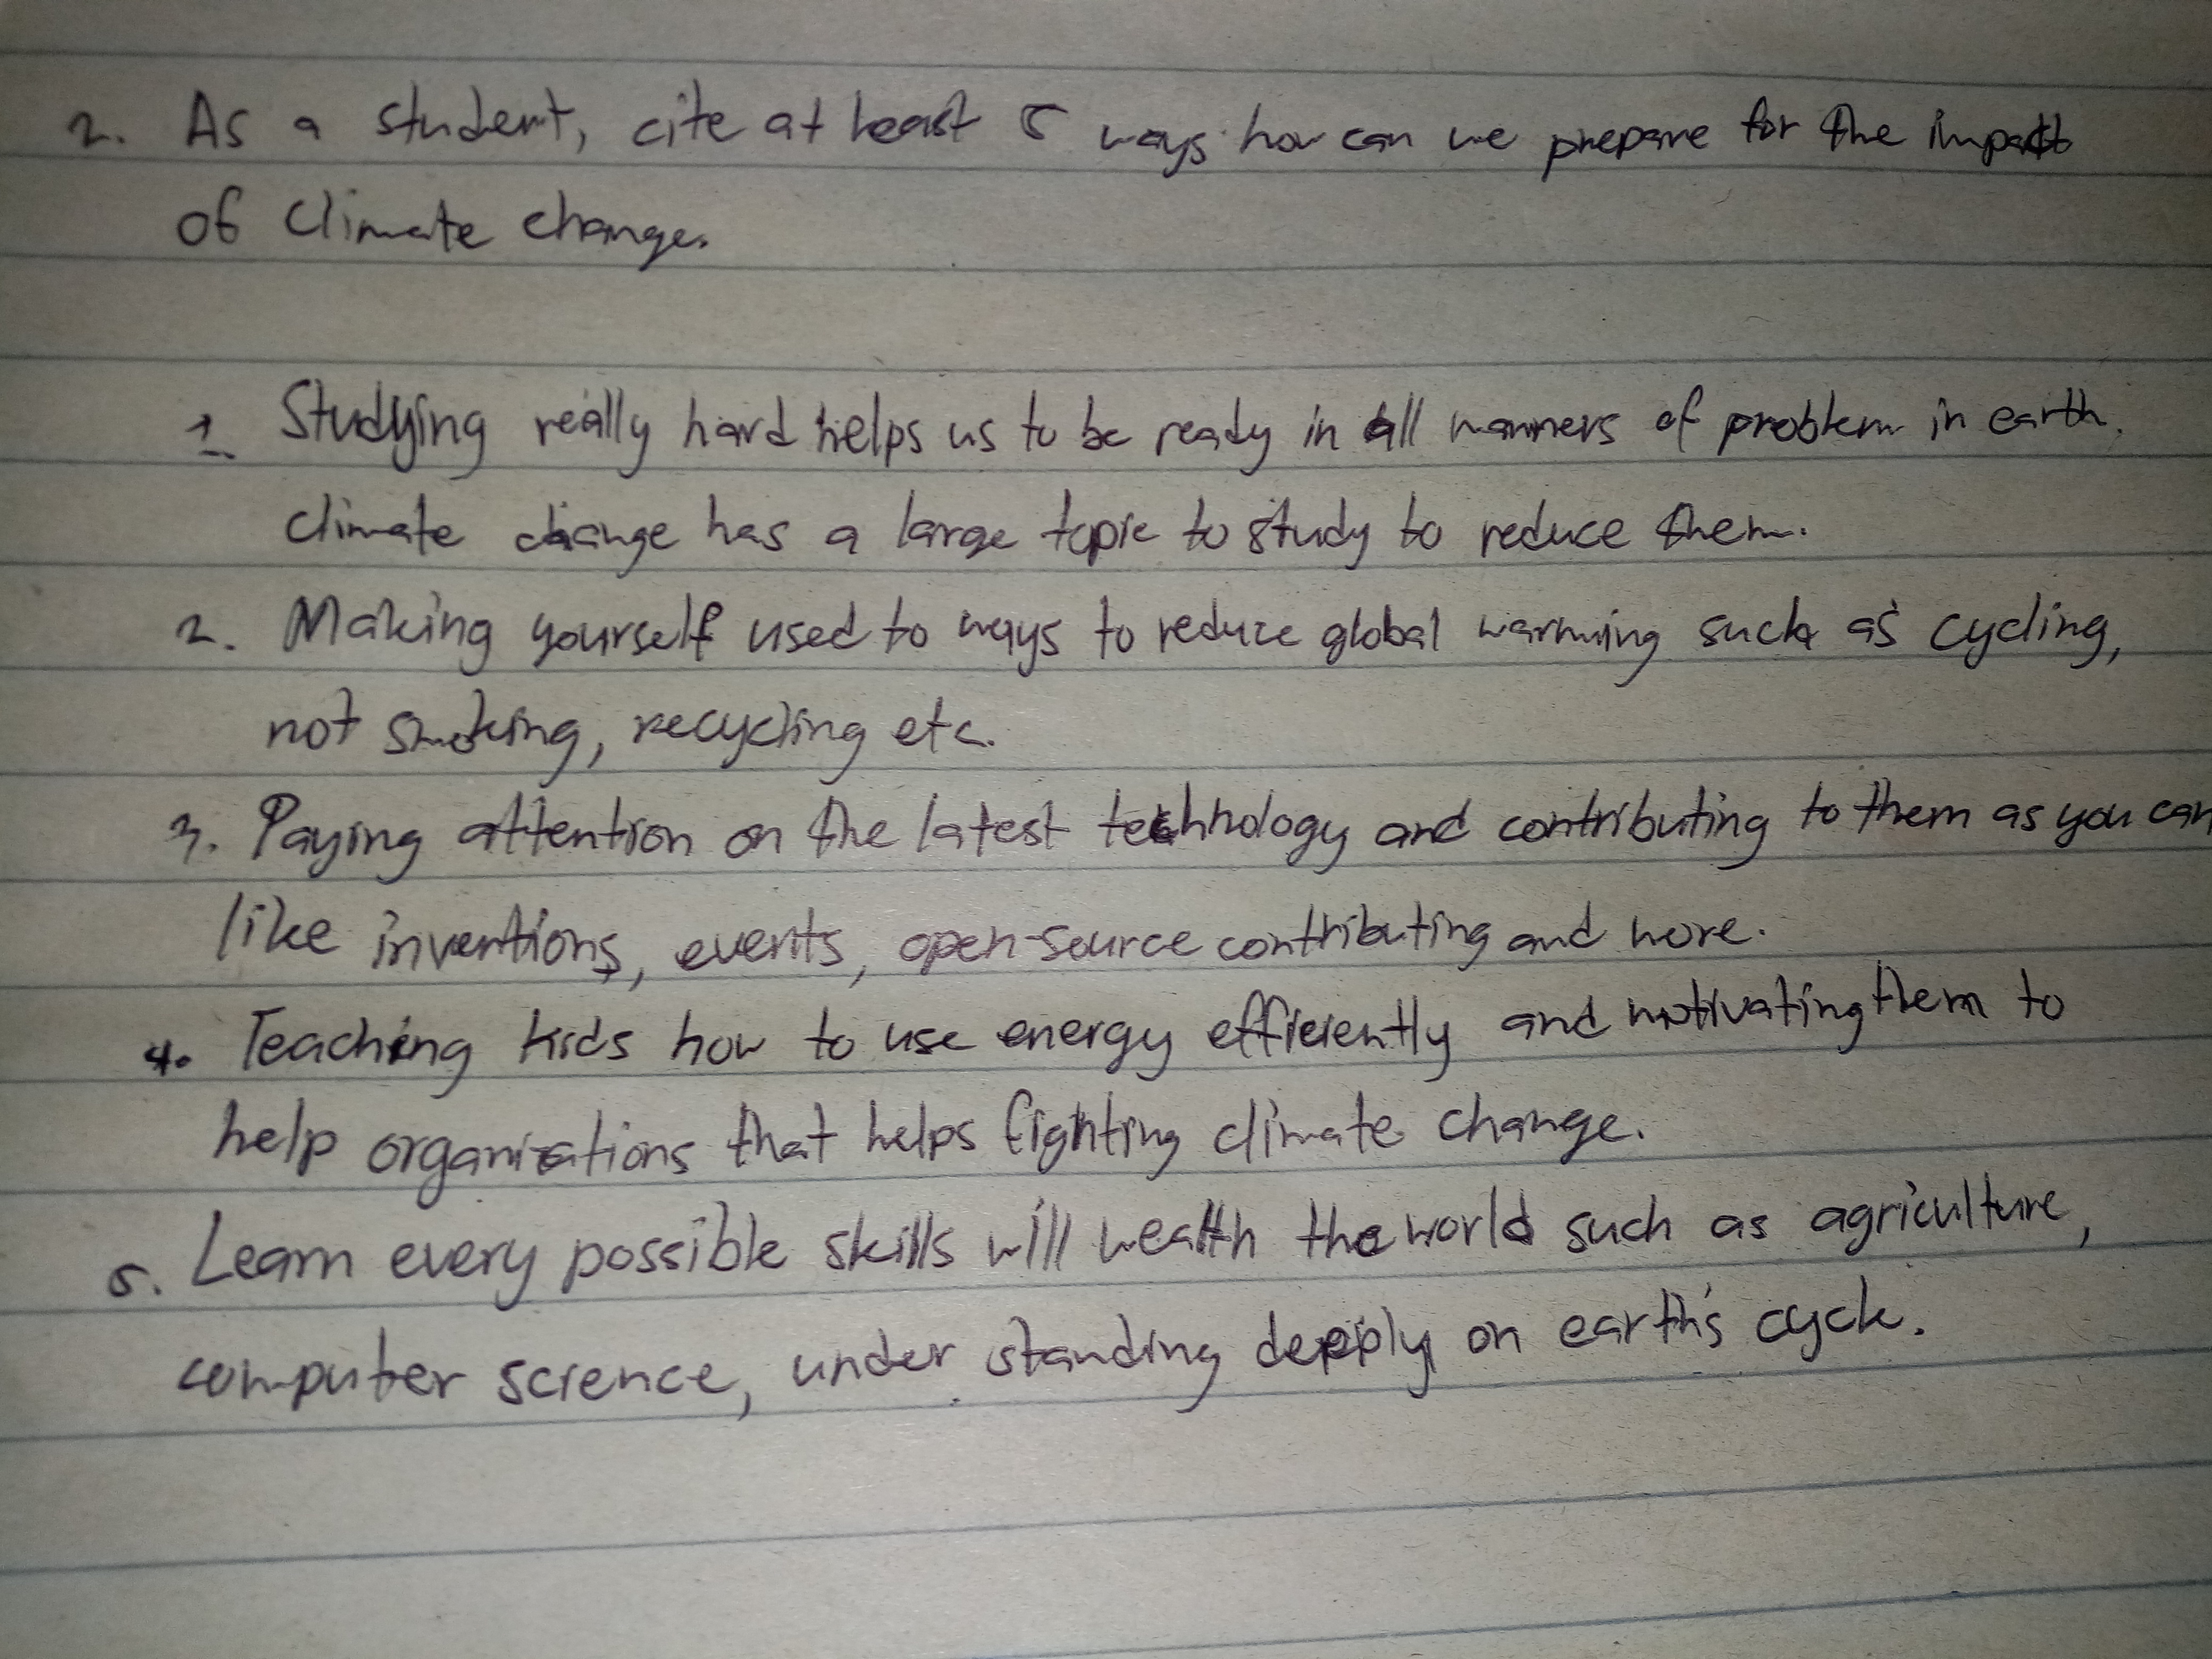 2. As a student, cite at least 5 ways how can we prepare for the impact
of climate change.
1. Studying really hard helps us to be ready in all manners of problem in earth.
climate change has a large topic to study to reduce them.
2. Making yourself used to ways to reduce global warming such as cycling,
not smoking, recycling etc.
3. Paying attention on the latest technology and contributing to them as you can
like inventions, events, open-source contributing and more.
4. Teaching kids how to use energy efficiently and motivating them to
help organizations that helps fighting climate change.
5. Learn every possible skills will wealth the world such as agriculture,
computer science, under standing deeply on earth's cycle.